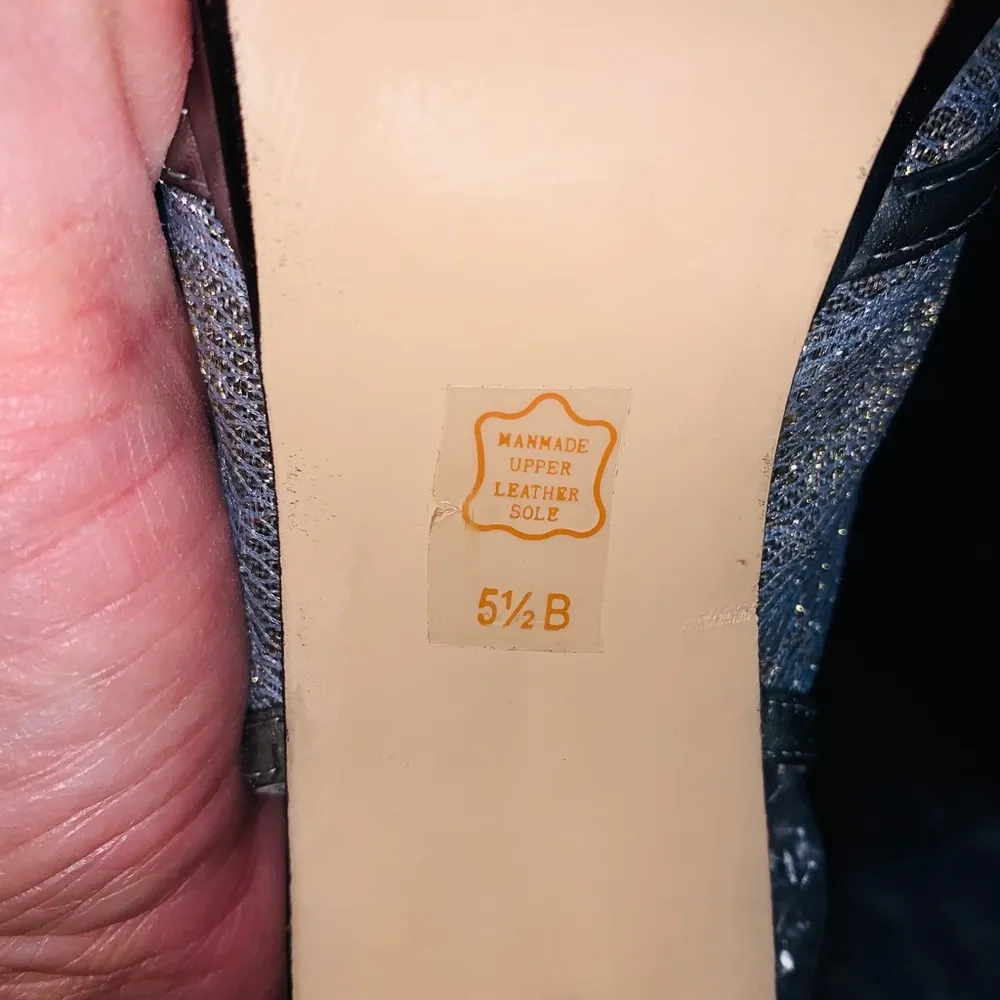 MANMADE
UPPER
LEATHER
SOLE
5½ B